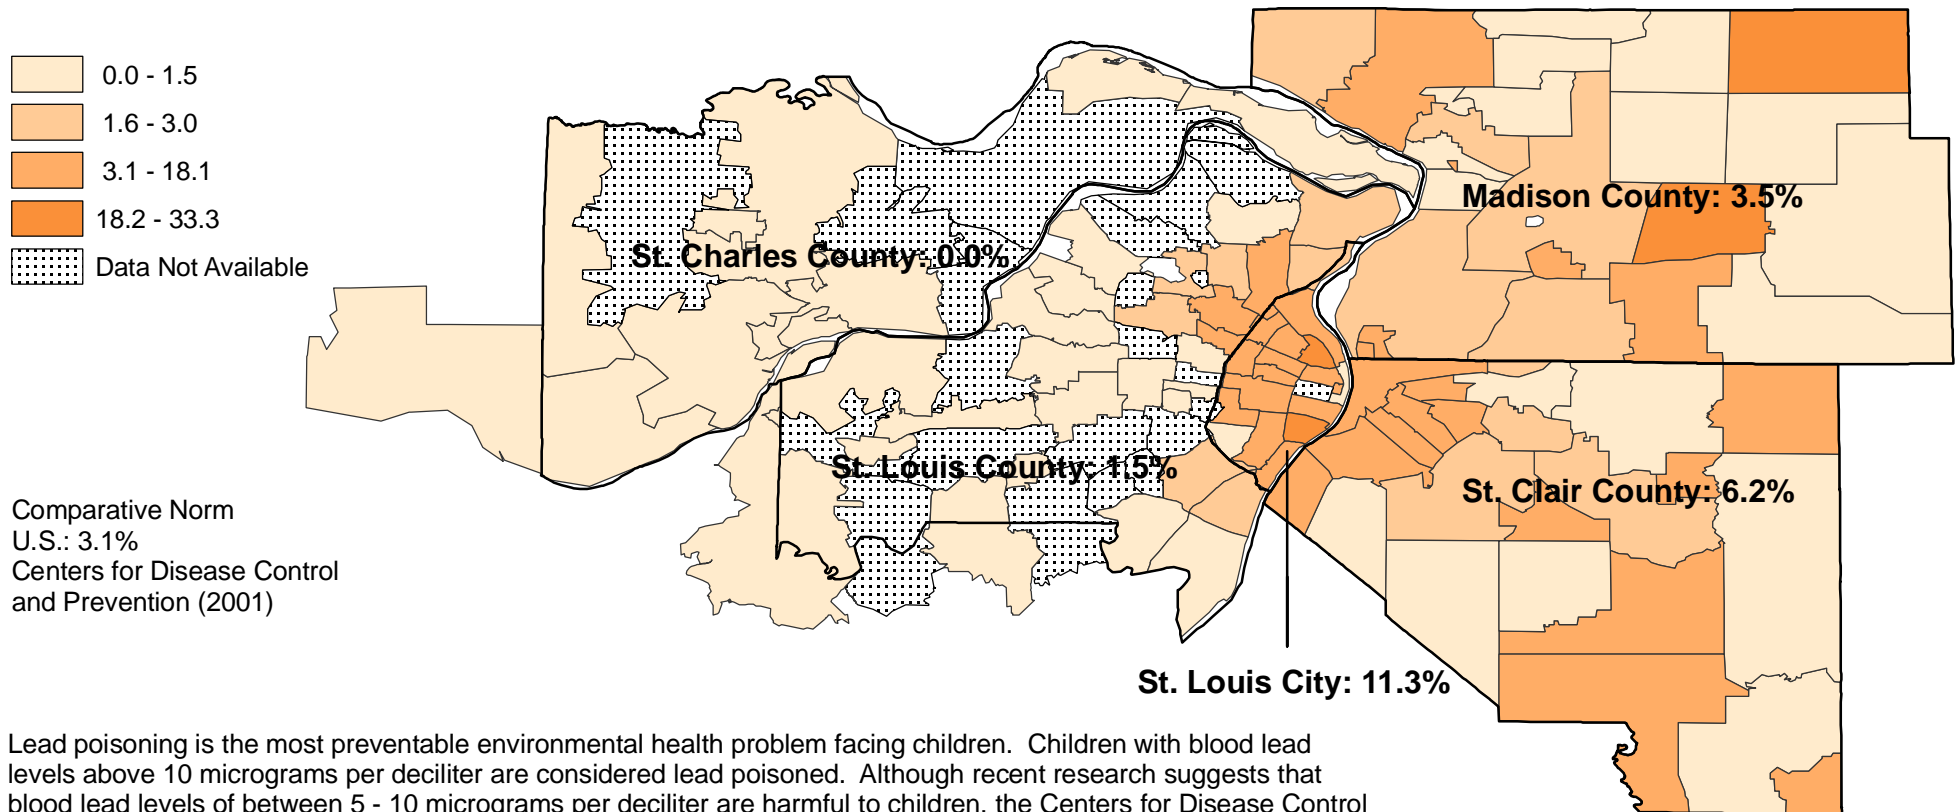 0.0 - 1.5
1.6 - 3.0
3.1 - 18.1
18.2 - 33.3
Data Not Available
Madison County: 3.5%
St. Charles County: 0.0%
St. Louis County: 1.5%
St. Clair County: 6.2%
Comparative Norm
U.S.: 3.1%
Centers for Disease Control
and Prevention (2001)
St. Louis City: 11.3%
Lead poisoning is the most preventable environmental health problem facing children.  Children with blood lead
levels above 10 micrograms per deciliter are considered lead poisoned.  Although recent research suggests that
blood lead levels of between 5 - 10 micrograms per deciliter are harmful to children, the Centers for Disease Control